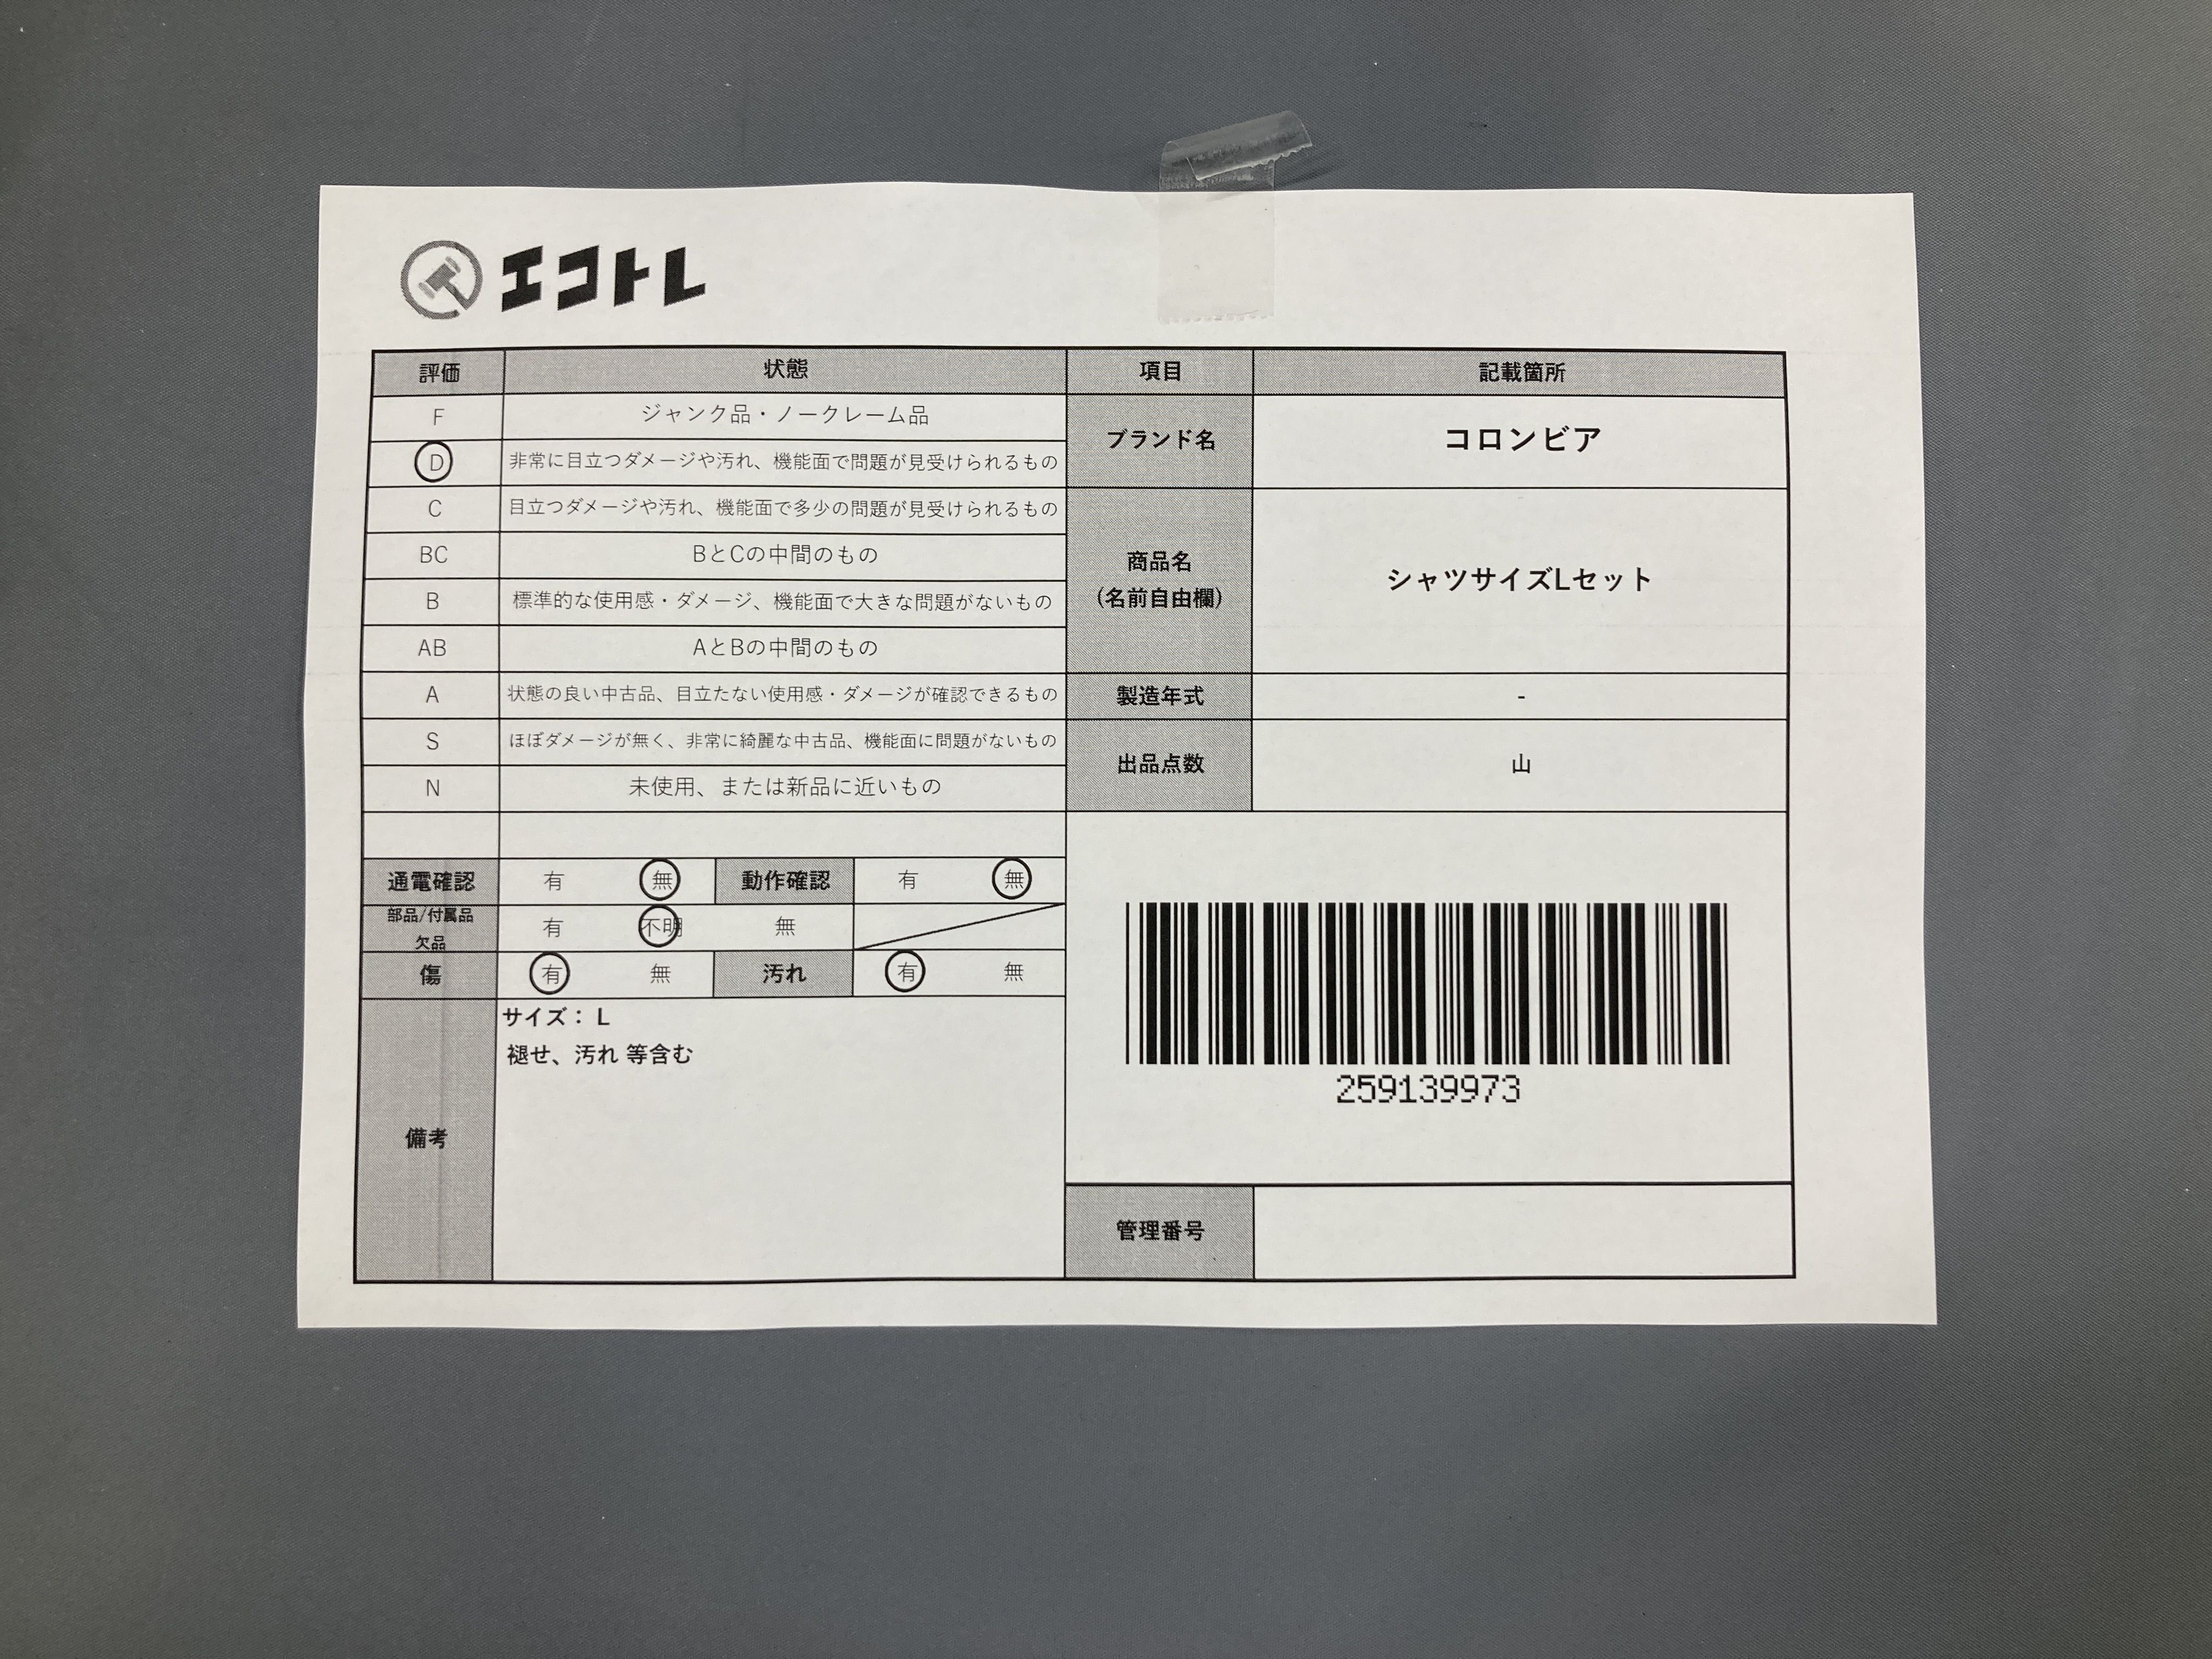 エコトレ
評価 状態 項目 記載箇所
F ジャンク品・ノークレーム品
D 非常に目立つダメージや汚れ、機能面で問題が見受けられるもの
ブランド名 コロンビア
C 目立つダメージや汚れ、機能面で多少の問題が見受けられるもの
BC BとCの中間のもの
B 標準的な使用感・ダメージ、機能面で大きな問題がないもの
AB AとBの中間のもの
商品名
(名前自由欄)
シャツサイズLセット
A 状態の良い中古品、目立たない使用感・ダメージが確認できるもの
製造年式 -
S ほぼダメージが無く、非常に綺麗な中古品、機能面に問題がないもの
N 未使用、または新品に近いもの
出品点数 山
通電確認 有 無 動作確認 有 無
部品/付属品
欠品
有 不明 無
傷 有 無 汚れ 有 無
備考
サイズ： L
褪せ、汚れ 等含む
259139973
管理番号